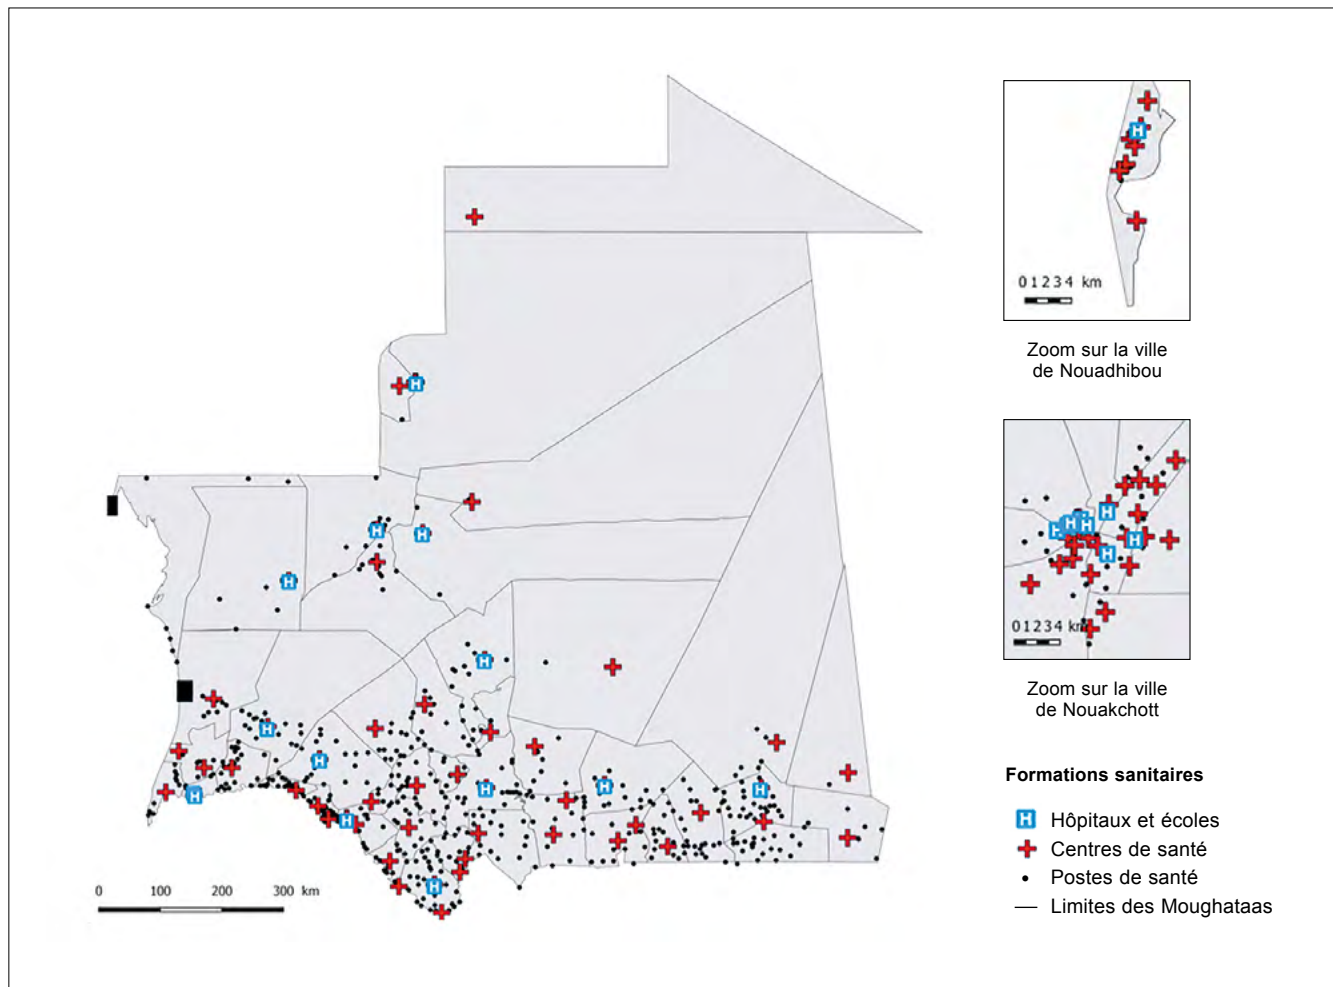 0 1 2 3 4 km
Zoom sur la ville
de Nouadhibou
0 1 2 3 4 km
Zoom sur la ville
de Nouakchott
Formations sanitaires
H Hôpitaux et écoles
Centres de santé
Postes de santé
Limites des Moughataas
0 100 200 300 km